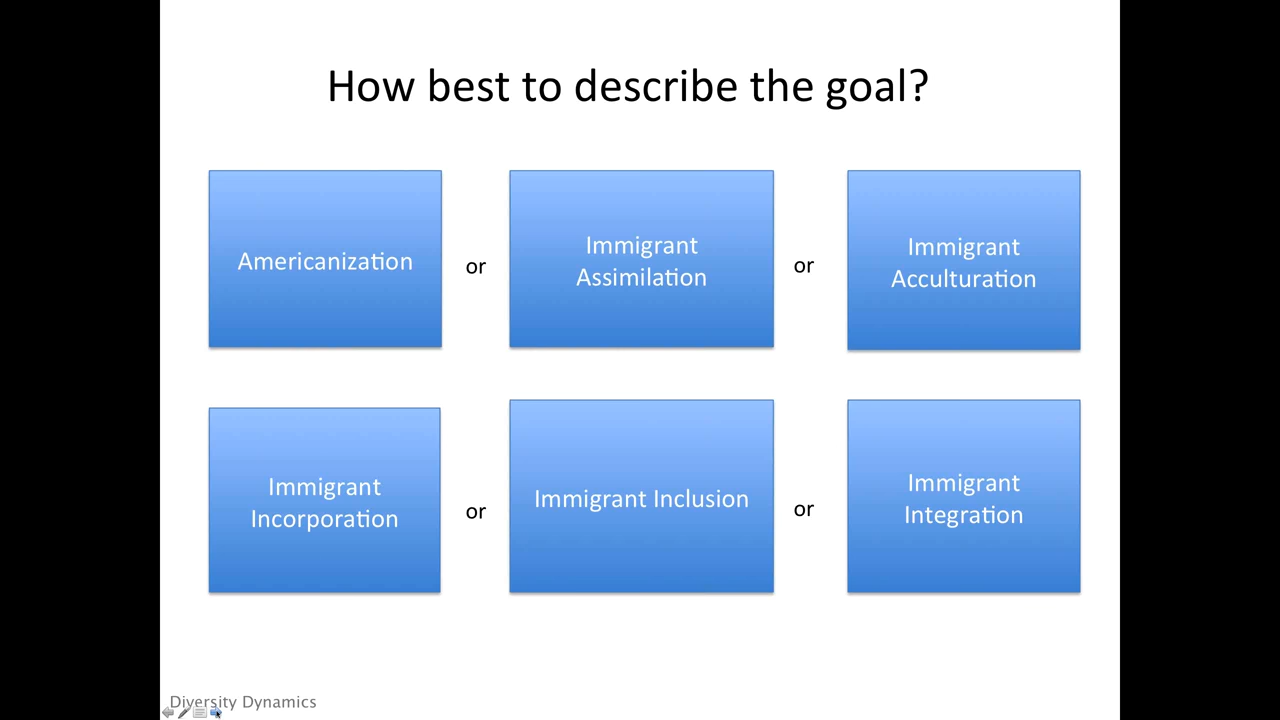 How best to describe the goal?
Americanization
or
Immigrant
Assimilation
or
Immigrant
Acculturation
Immigrant
Incorporation
or
Immigrant Inclusion
or
Immigrant
Integration
Diversity Dynamics